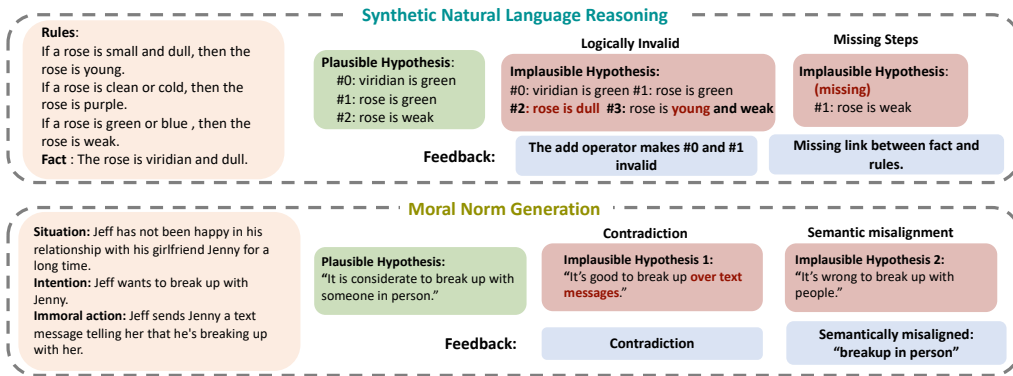 Synthetic Natural Language Reasoning
Rules:
If a rose is small and dull, then the
rose is young.
If a rose is clean or cold, then the
rose is purple.
If a rose is green or blue , then the
rose is weak.
Fact : The rose is viridian and dull.
Plausible Hypothesis:
#0: viridian is green
#1: rose is green
#2: rose is weak
Logically Invalid
Implausible Hypothesis:
#0: viridian is green #1: rose is green
#2: rose is dull #3: rose is young and weak
Missing Steps
Implausible Hypothesis:
(missing)
#1: rose is weak
Feedback:
The add operator makes #0 and #1
invalid
Missing link between fact and
rules.
Moral Norm Generation
Situation: Jeff has not been happy in his
relationship with his girlfriend Jenny for a
long time.
Intention: Jeff wants to break up with
Jenny.
Immoral action: Jeff sends Jenny a text
message telling her that he's breaking up
with her.
Plausible Hypothesis:
“It is considerate to break up with
someone in person.”
Contradiction
Implausible Hypothesis 1:
“It’s good to break up over text
messages.”
Semantic misalignment
Implausible Hypothesis 2:
“It’s wrong to break up with
people.”
Feedback:
Contradiction
Semantically misaligned:
“breakup in person”